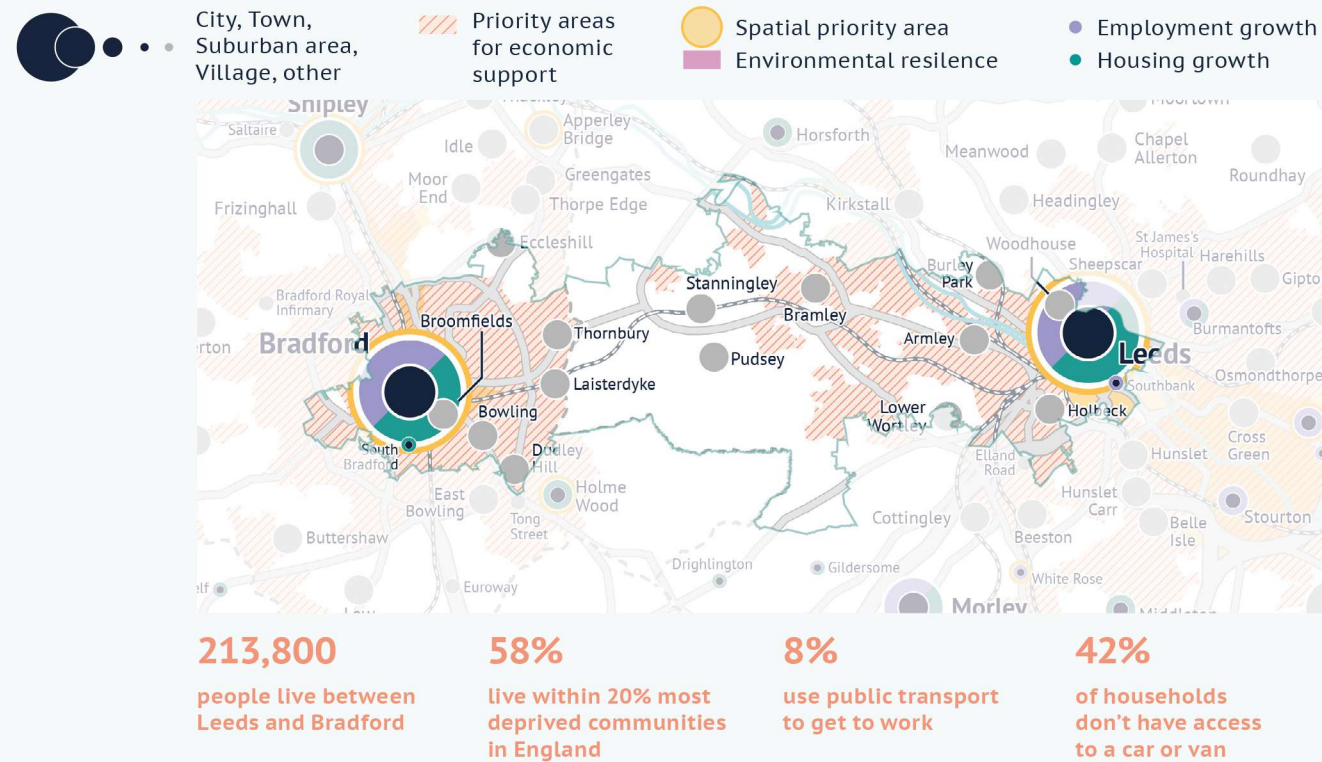 City, Town,
Suburban area,
Village, other
Priority areas
for economic
support
Spatial priority area
Environmental resilence
Employment growth
Housing growth
Shipley
Saltaire
Idle
Apperley
Bridge
Horsforth
Meanwood
Chapel
Allerton
Roundhay
Moor
End
Greengates
Thorpe Edge
Frizinghall
Kirkstall
Headingley
Eccleshill
Woodhouse
St James's
Hospital
Harehills
Sheepscar
Burley
Park
Stanningley
Bradford Royal
Infirmary
Broomfields
Bramley
Burmantofts
Bradford
Thornbury
Armley
Leeds
Pudsey
Osmondthorpe
Laisterdyke
Southbank
Bowling
Lower
Wortley
Holbeck
South
Bradford
Dudley
Hill
Elland
Road
Hunslet
Cross
Green
East
Bowling
Holme
Wood
Tong
Street
Hunslet
Carr
Cottingley
Stourton
Belle
Isle
Buttershaw
Beeston
Drighlington
Gildersome
White Rose
Euroway
Morley
213,800
people live between
Leeds and Bradford
58%
live within 20% most
deprived communities
in England
8%
use public transport
to get to work
42%
of households
don't have access
to a car or van